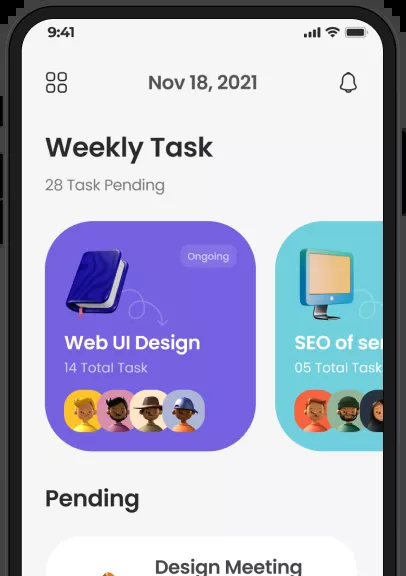 9:41
Nov 18, 2021
Weekly Task
28 Task Pending
Ongoing
Web UI Design
14 Total Task
SEO of
05 Total Task
Pending
Design Meeting